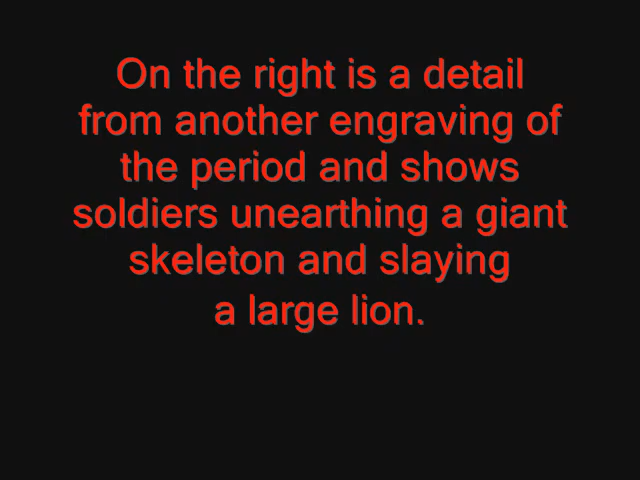 On the right is a detail
from another engraving of
the period and shows
soldiers unearthing a giant
skeleton and slaying
a large lion.